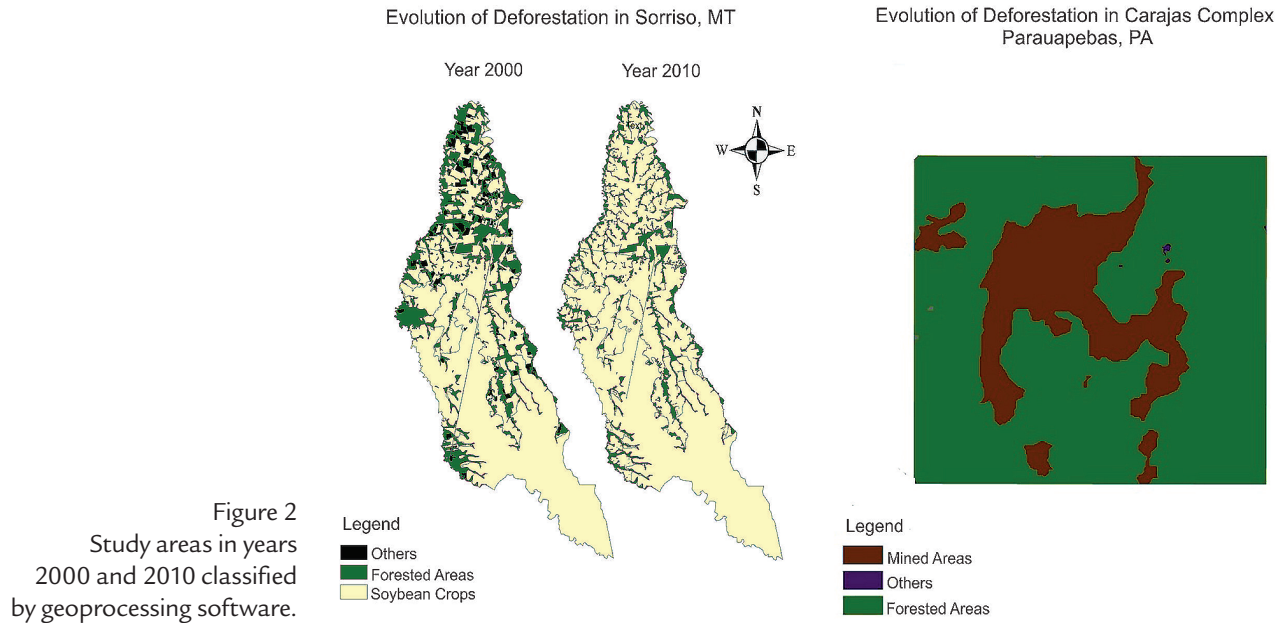 Evolution of Deforestation in Sorriso, MT
Year 2000
Year 2010
N
W
E
S
Legend
Others
Forested Areas
Soybean Crops
Evolution of Deforestation in Carajas Complex
Parauapebas, PA
Legend
Mined Areas
Others
Forested Areas
Figure 2
Study areas in years
2000 and 2010 classified
by geoprocessing software.